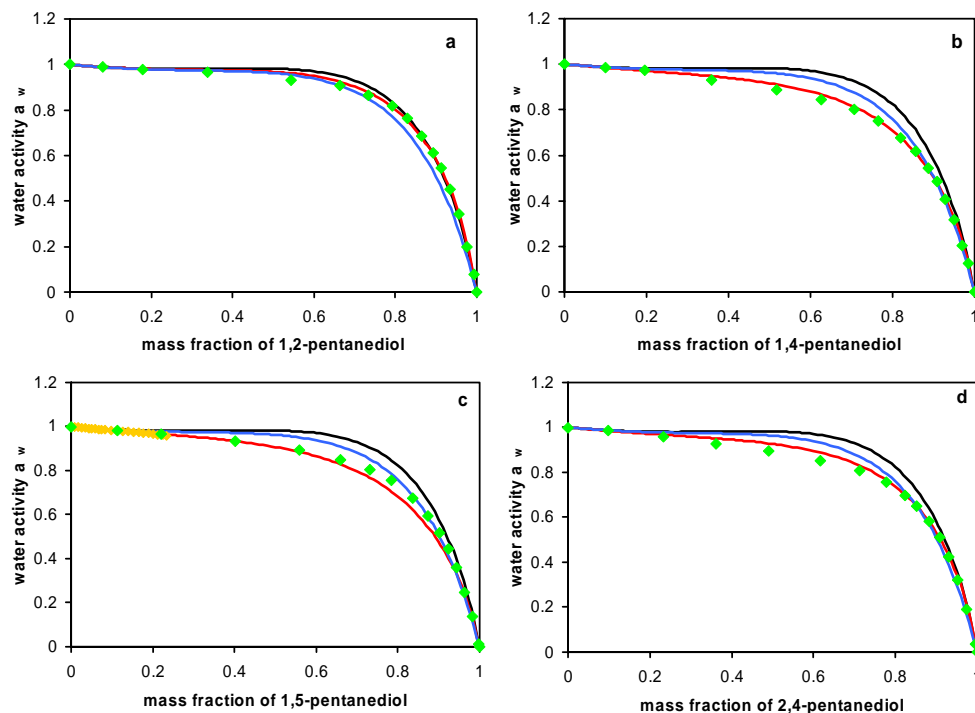 1.2
1
0.8
0.6
0.4
0.2
0
0 0.2 0.4 0.6 0.8 1
water activity a w
mass fraction of 1,2-pentanediol
a
1.2
1
0.8
0.6
0.4
0.2
0
0 0.2 0.4 0.6 0.8 1
water activity a w
mass fraction of 1,4-pentanediol
b
1.2
1
0.8
0.6
0.4
0.2
0
0 0.2 0.4 0.6 0.8 1
water activity a w
mass fraction of 1,5-pentanediol
c
1.2
1
0.8
0.6
0.4
0.2
0
0 0.2 0.4 0.6 0.8 1
water activity a w
mass fraction of 2,4-pentanediol
d